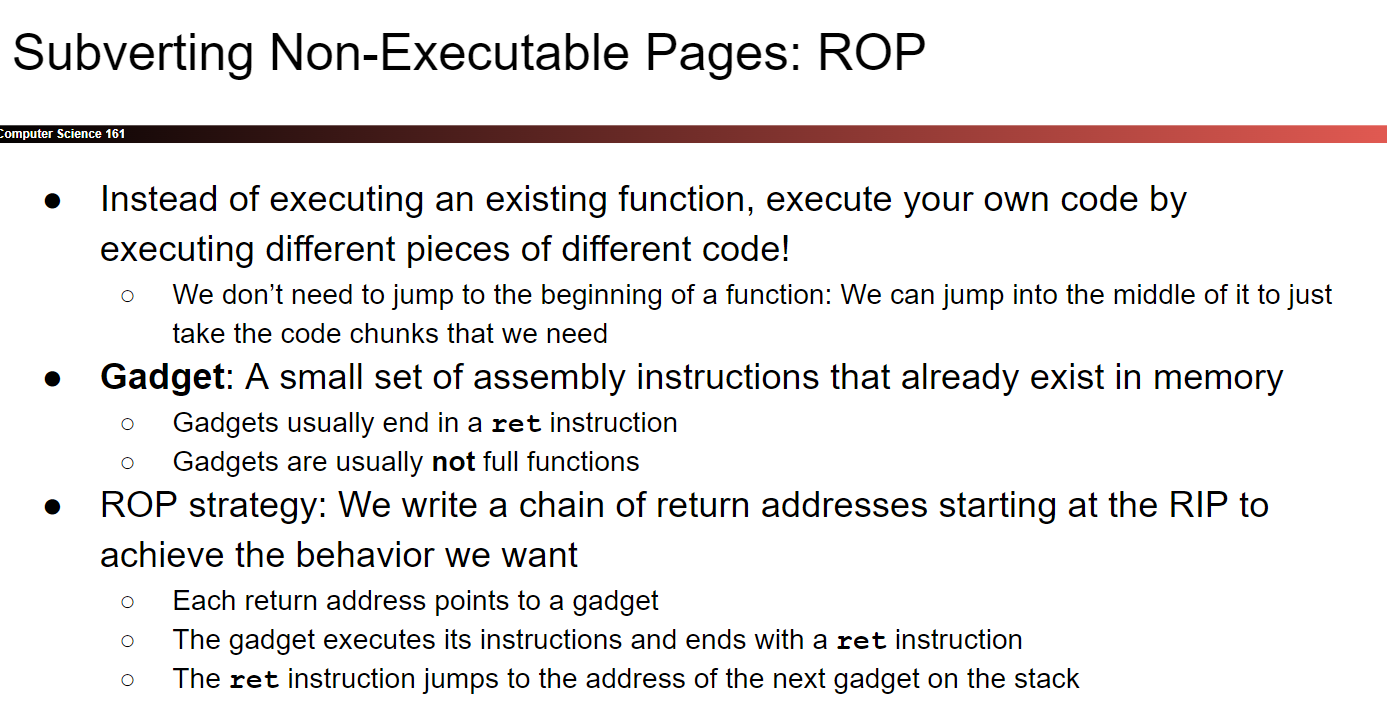 Subverting Non-Executable Pages: ROP
Computer Science 161
● Instead of executing an existing function, execute your own code by
executing different pieces of different code!
○ We don’t need to jump to the beginning of a function: We can jump into the middle of it to just
take the code chunks that we need
● Gadget: A small set of assembly instructions that already exist in memory
○ Gadgets usually end in a ret instruction
○ Gadgets are usually not full functions
● ROP strategy: We write a chain of return addresses starting at the RIP to
achieve the behavior we want
○ Each return address points to a gadget
○ The gadget executes its instructions and ends with a ret instruction
○ The ret instruction jumps to the address of the next gadget on the stack